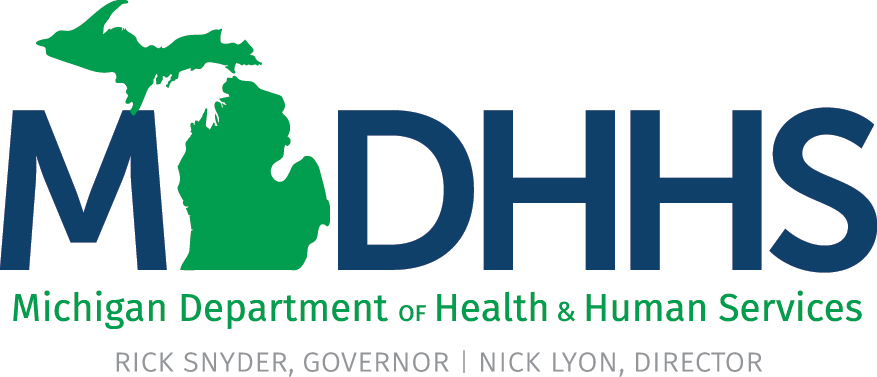 MDHHS
Michigan Department OF Health & Human Services
RICK SNYDER, GOVERNOR | NICK LYON, DIRECTOR